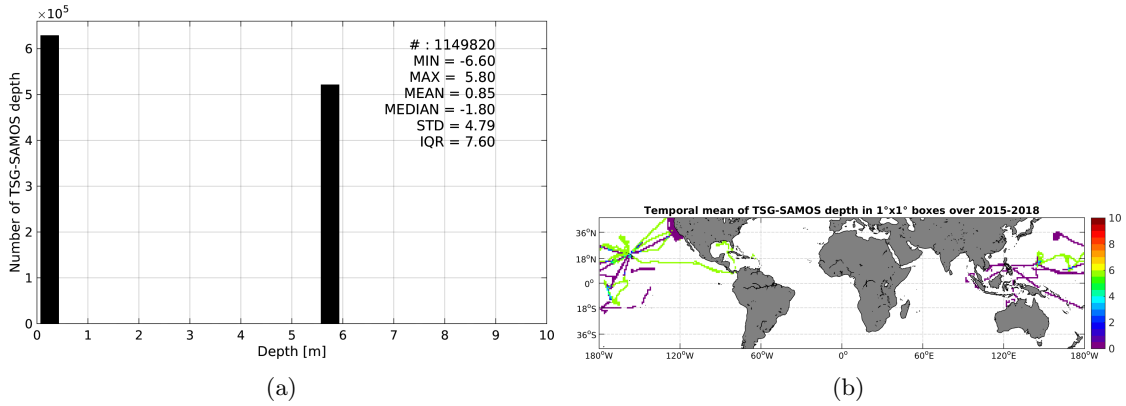 ×10⁵
6
5
4
3
2
1
0
Number of TSG-SAMOS depth
# : 1149820
MIN = -6.60
MAX = 5.80
MEAN = 0.85
MEDIAN = -1.80
STD = 4.79
IQR = 7.60
0 1 2 3 4 5 6 7 8 9 10
Depth [m]
(a)
Temporal mean of TSG-SAMOS depth in 1°x1° boxes over 2015-2018
36°N
18°N
0°
18°S
36°S
180°W 120°W 60°W 0° 60°E 120°E 180°W
10
8
6
4
2
0
(b)